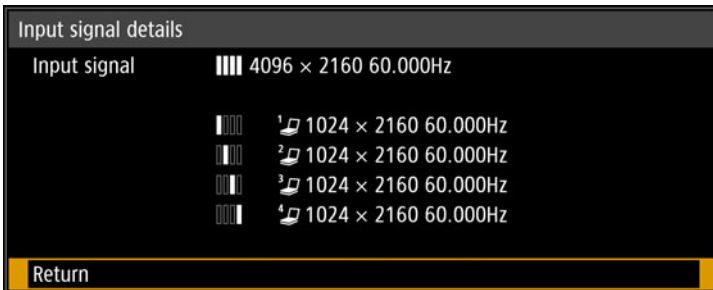 Input signal details
Input signal 4096 × 2160 60.000Hz
1 1024 × 2160 60.000Hz
2 1024 × 2160 60.000Hz
3 1024 × 2160 60.000Hz
4 1024 × 2160 60.000Hz
Return